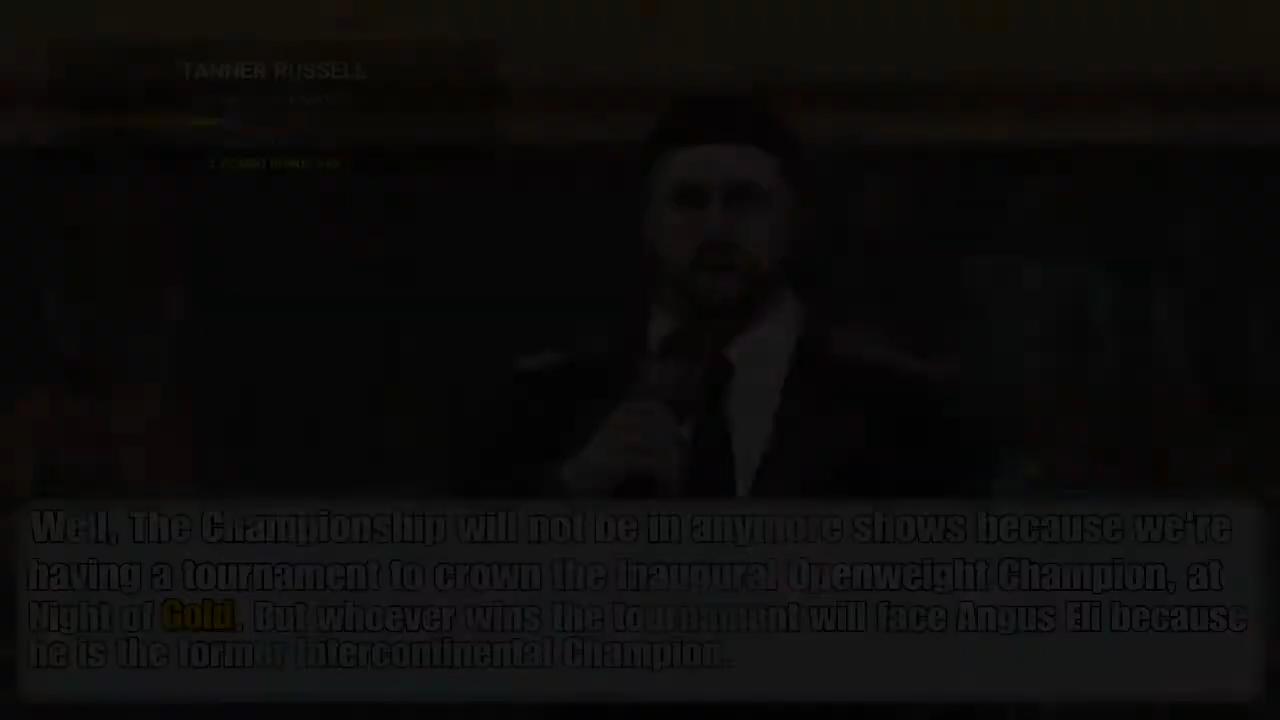 TANNER RUSSELL
Well, The Championship will not be in anymore shows because we're
having a tournament to crown the Inaugural Openweight Champion, at
Night of Gold. But whoever wins the tournamant will face Angus Eli because
he is the former Intercontinental Champion.